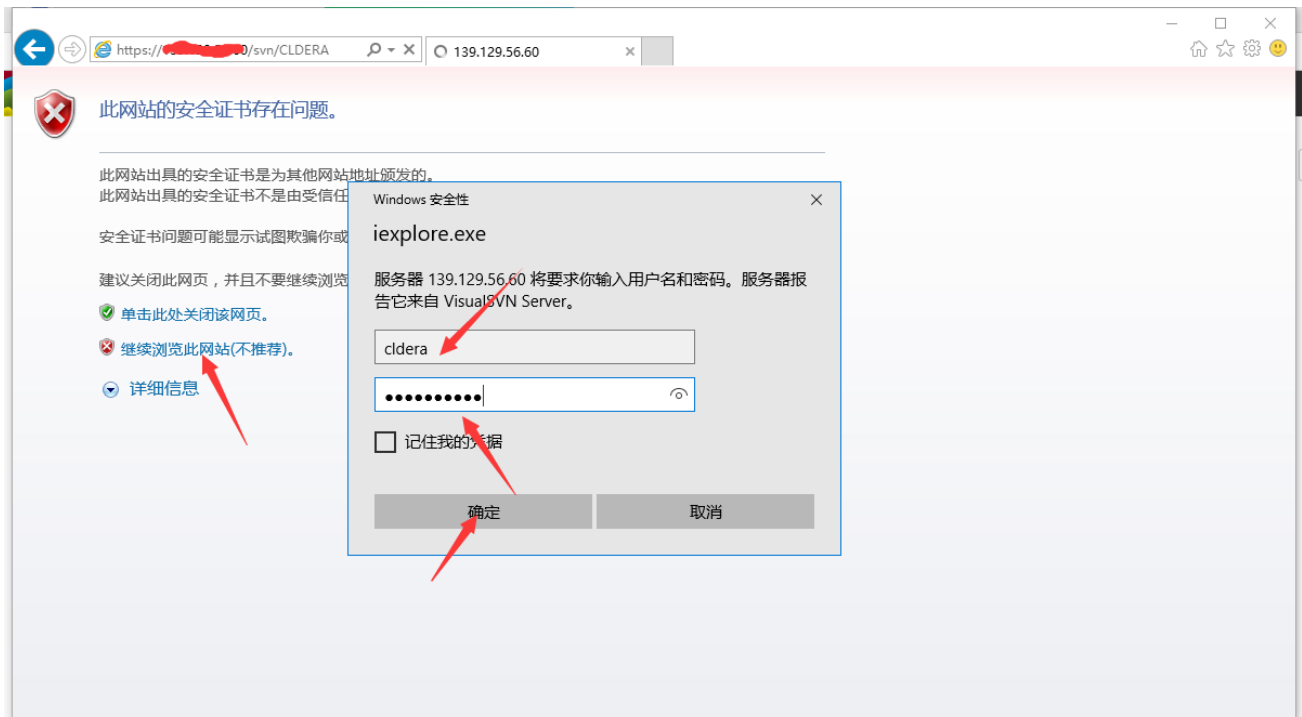 https:// 0/svn/CLDERA
139.129.56.60
此网站的安全证书存在问题。
此网站出具的安全证书是为其他网站地址颁发的。
此网站出具的安全证书不是由受信任
安全证书问题可能显示试图欺骗你或
建议关闭此网页，并且不要继续浏览
单击此处关闭该网页。
继续浏览此网站(不推荐)。
详细信息
Windows 安全性
iexplore.exe
服务器 139.129.56.60 将要求你输入用户名和密码。服务器报
告它来自 VisualSVN Server。
cldera
记住我的凭据
确定
取消